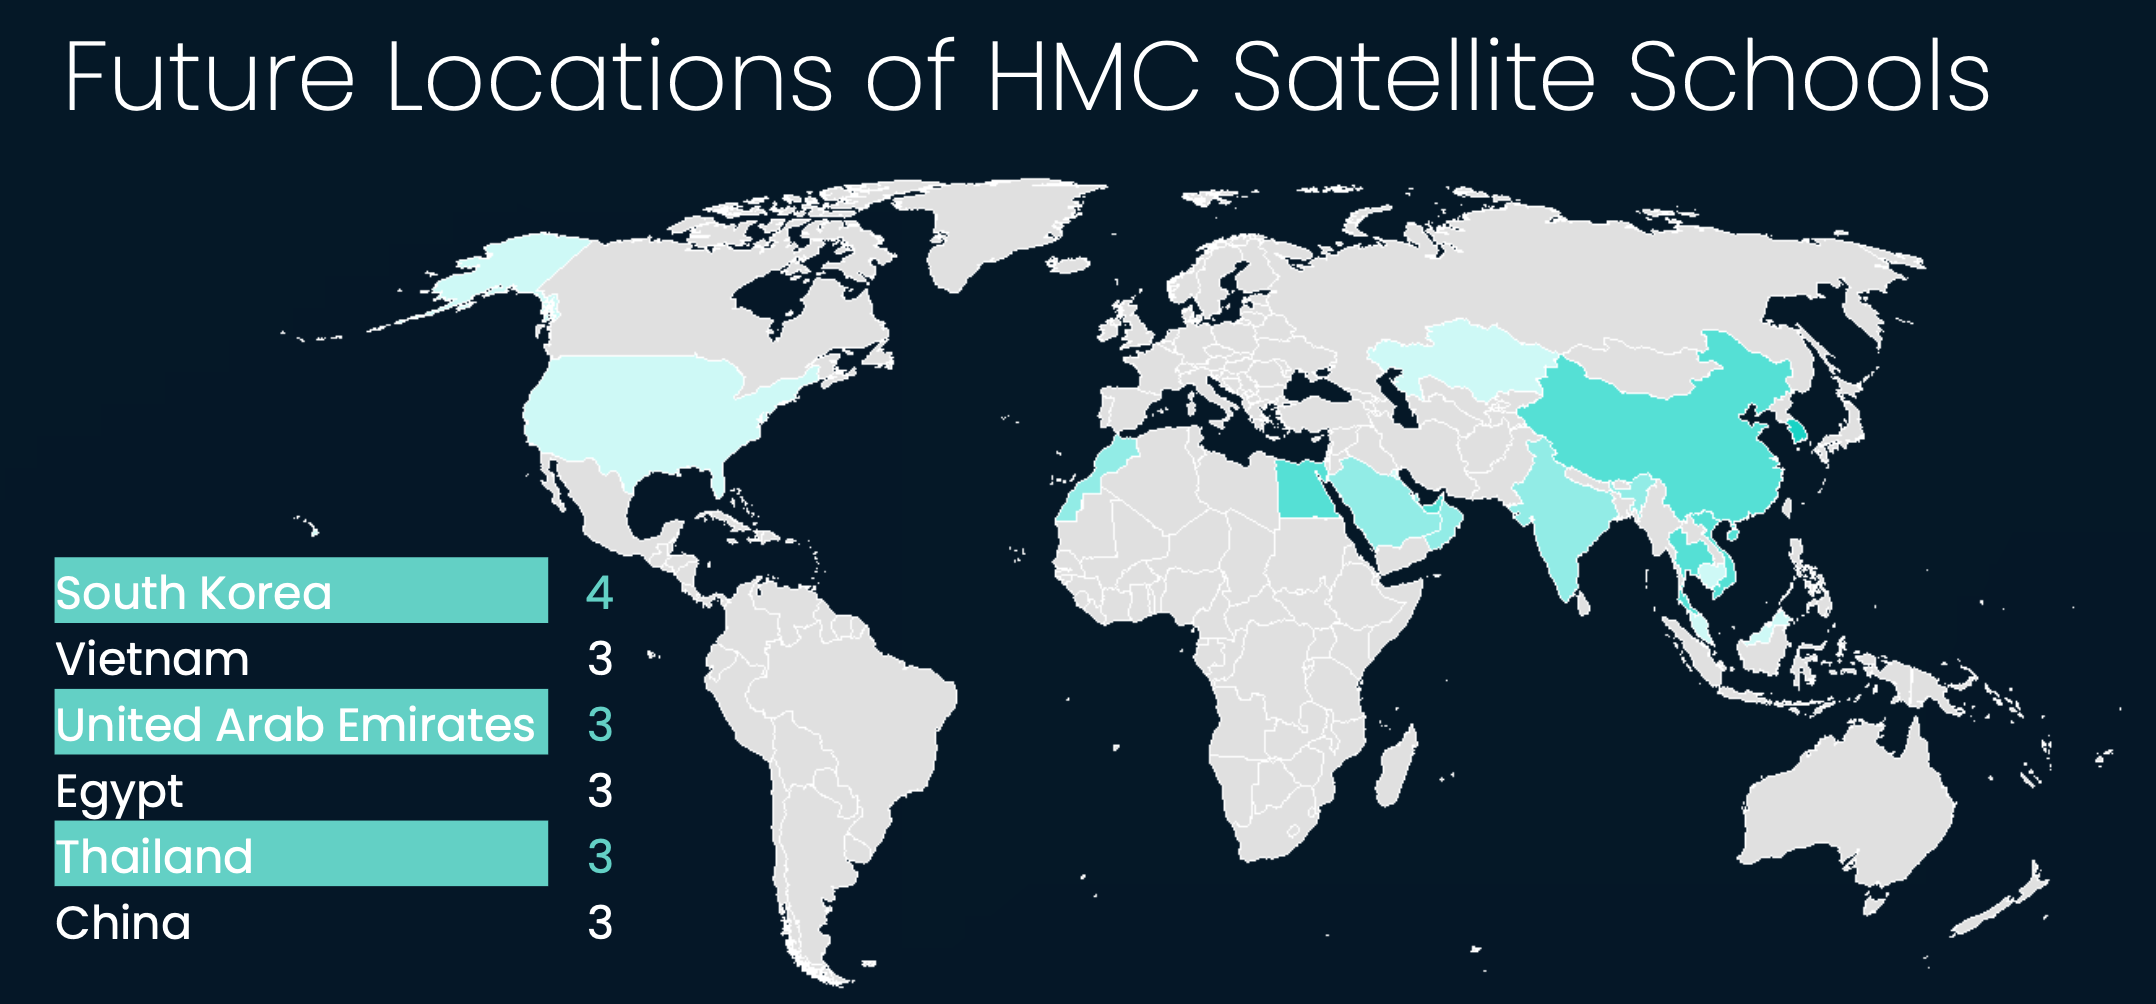 Future Locations of HMC Satellite Schools
South Korea 4
Vietnam 3
United Arab Emirates 3
Egypt 3
Thailand 3
China 3